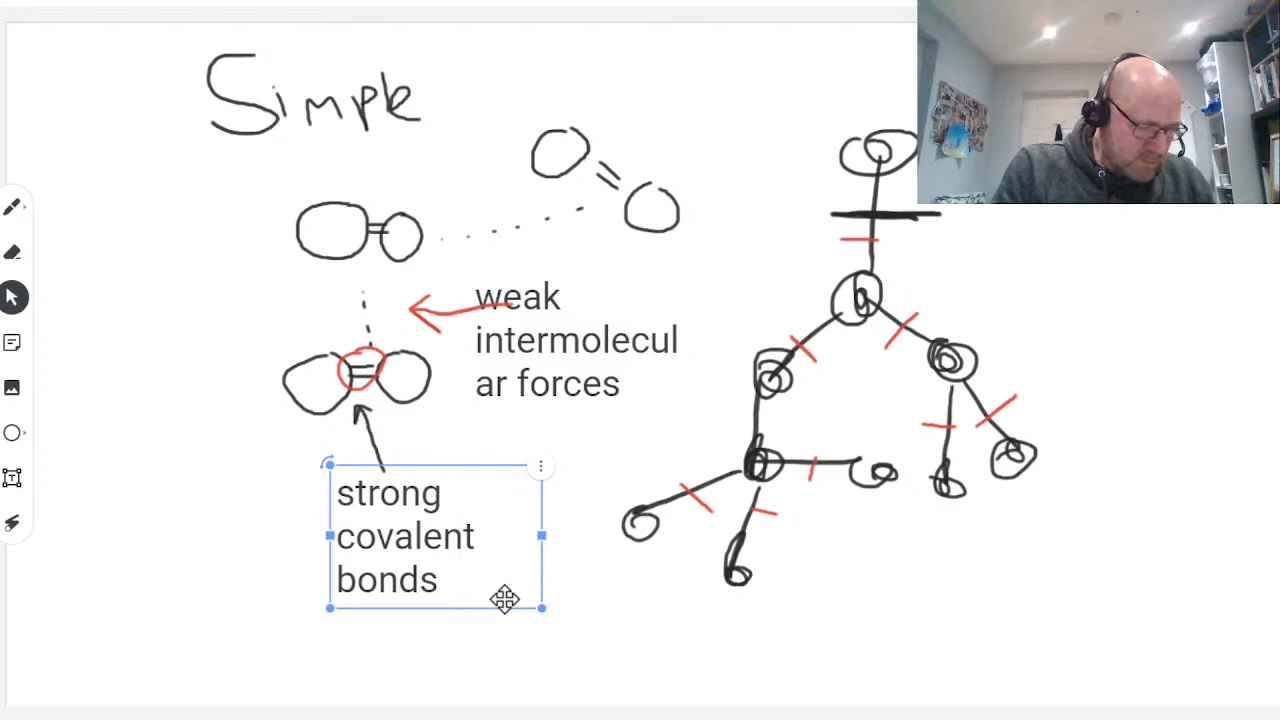 Simple
weak
intermolecul
ar forces
strong
covalent
bonds